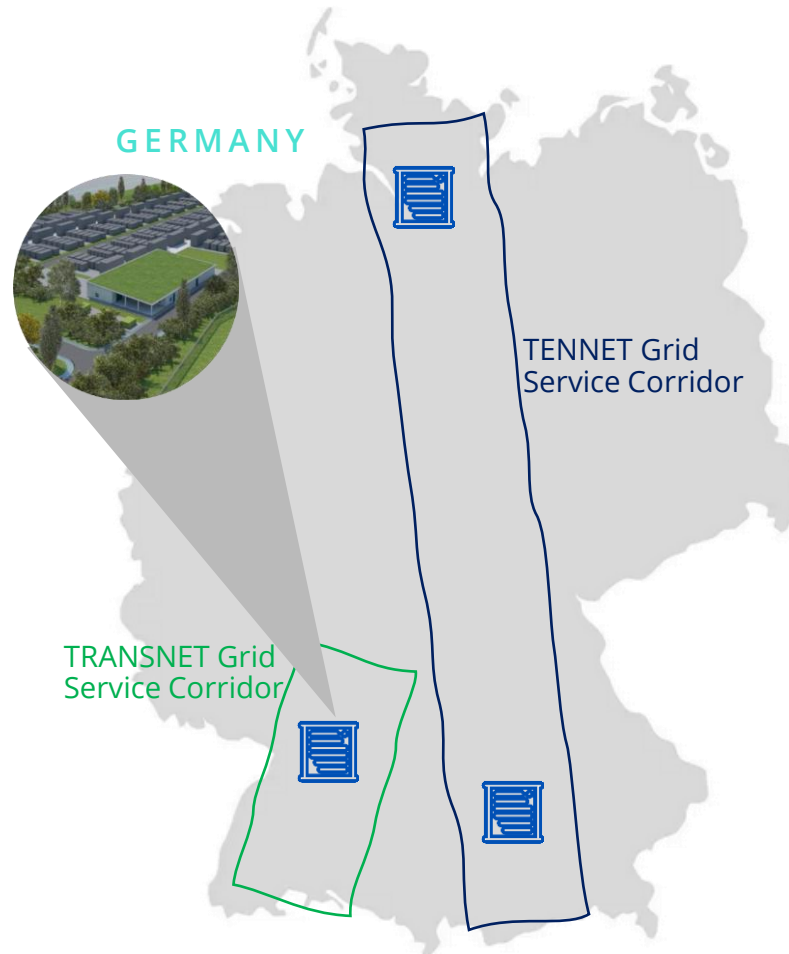 GERMANY
TENNET Grid
Service Corridor
TRANSNET Grid
Service Corridor